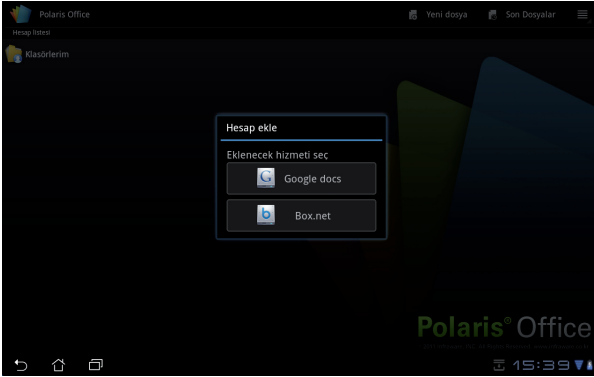 Polaris Office
Yeni dosya
Son Dosyalar
Hesap listesi
Klasörlerim
Hesap ekle
Eklenecek hizmeti seç
G
Google docs
b
Box.net
Polaris® Office
15:39